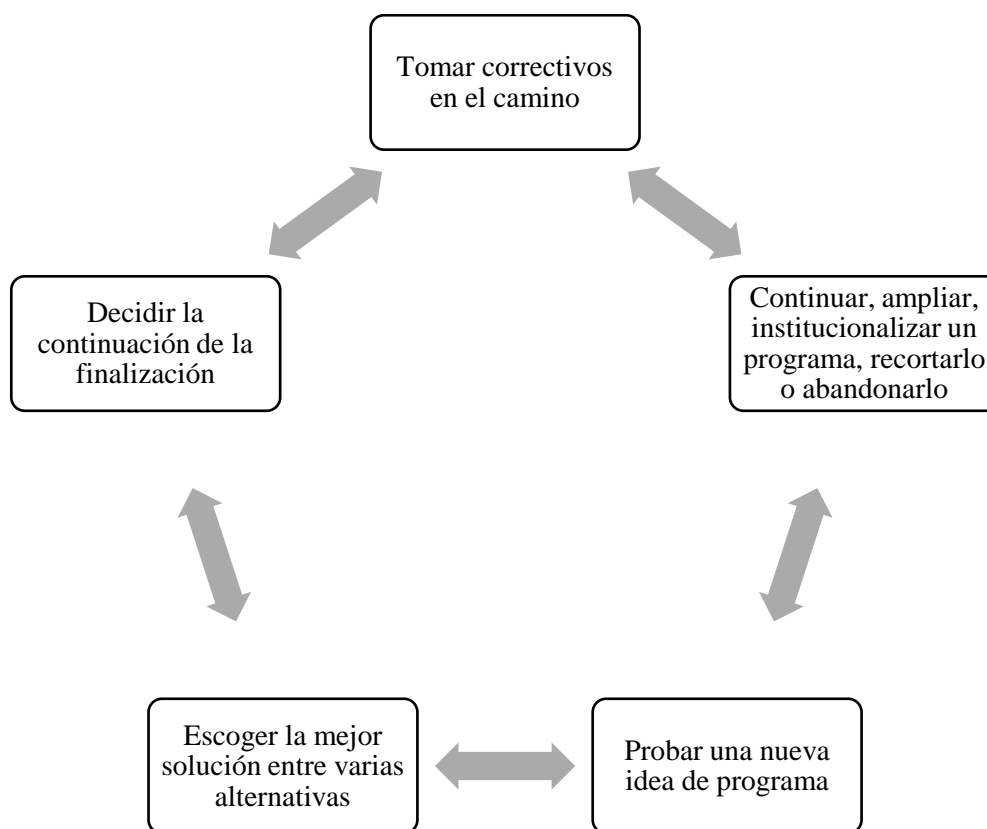 Tomar correctivos
en el camino
Continuar, ampliar,
institucionalizar un
programa, recortarlo
o abandonarlo
Probar una nueva
idea de programa
Escoger la mejor
solución entre varias
alternativas
Decidir la
continuación de la
finalización